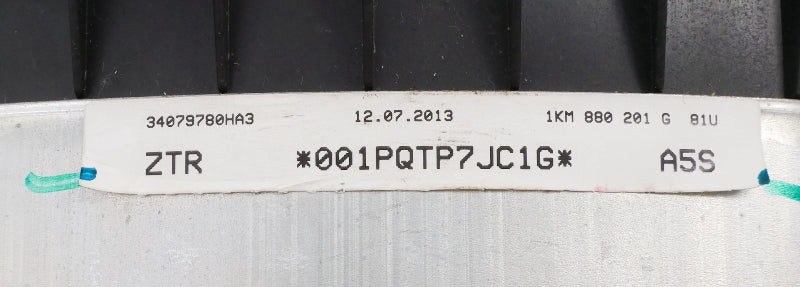 34079780HA3 12.07.2013 1KM 880 201 G 81U
ZTR *001PQTP7JC1G* A5S